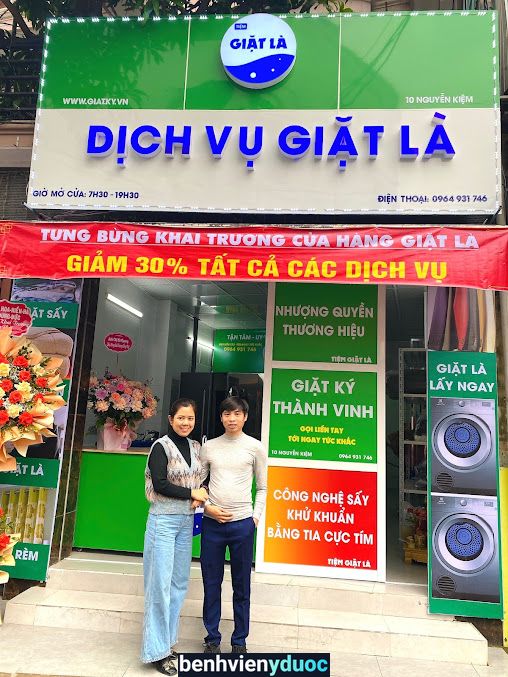 TIỆM
GIẶT LÀ
WWW.GIATKY.VN
10 NGUYỄN KIỆM
DỊCH VỤ GIẶT LÀ
GIỜ MỞ CỬA: 7H30 - 19H30
ĐIỆN THOẠI: 0964 931 746
TƯNG BỪNG KHAI TRƯƠNG CỬA HÀNG GIẶT LÀ
GIẢM 30% TẤT CẢ CÁC DỊCH VỤ
ẶT SẤY
TẬN TÂM - UY
0964 931 746
NHƯỢNG QUYỀN
THƯƠNG HIỆU
TIỆM GIẶT LÀ
GIẶT KÝ
THÀNH VINH
GỌI LIỀN TAY
TỚI NGAY TỨC KHẮC
10 NGUYỄN KIỆM
0964 931 746
GIẶT LÀ
LẤY NGAY
T LÀ
RÈM
CÔNG NGHỆ SẤY
KHỬ KHUẨN
BẰNG TIA CỰC TÍM
TIỆM GIẶT LÀ
TIỆM GIẶT LÀ
benhvienyduoc